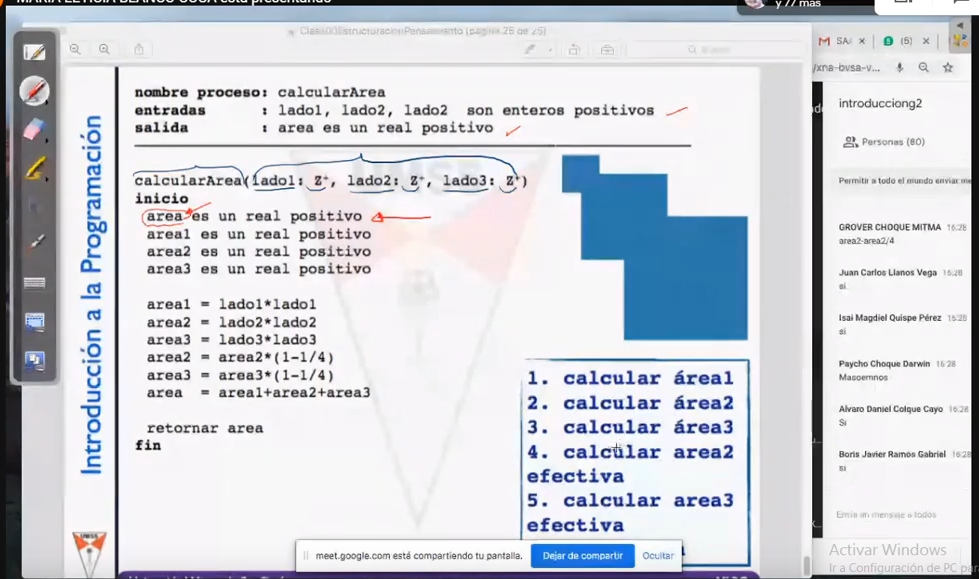 MARIA LETICIA BLANCO COCA está presentando
y 77 más
Clase003EstructuracionPensamiento (página 25 de 25)
Buscar
Introducción a la Programación
nombre proceso: calcularArea
entradas : lado1, lado2, lado2 son enteros positivos
salida : area es un real positivo
calcularArea(lado1: Z⁺, lado2: Z⁺, lado3: Z⁺)
inicio
area es un real positivo
area1 es un real positivo
area2 es un real positivo
area3 es un real positivo
area1 = lado1*lado1
area2 = lado2*lado2
area3 = lado3*lado3
area2 = area2*(1-1/4)
area3 = area3*(1-1/4)
area = area1+area2+area3
retornar area
fin
1. calcular área1
2. calcular área2
3. calcular área3
4. calcular area2
efectiva
5. calcular area3
efectiva
UMSS
meet.google.com está compartiendo tu pantalla.
Dejar de compartir
Ocultar
(5)
/xna-bvsa-v...
introducciong2
Personas (80)
Permitir a todo el mundo enviar me
GROVER CHOQUE MITMA 16:28
area2-area2/4
Juan Carlos Llanos Vega 16:28
si
Isai Magdiel Quispe Pérez 16:28
si
Paycho Choque Darwin 16:28
Masoemnos
Alvaro Daniel Colque Cayo 16:28
Si
Boris Javier Ramos Gabriel 16:28
si
Envía un mensaje a todos
Activar Windows
Ir a Configuración de PC pa